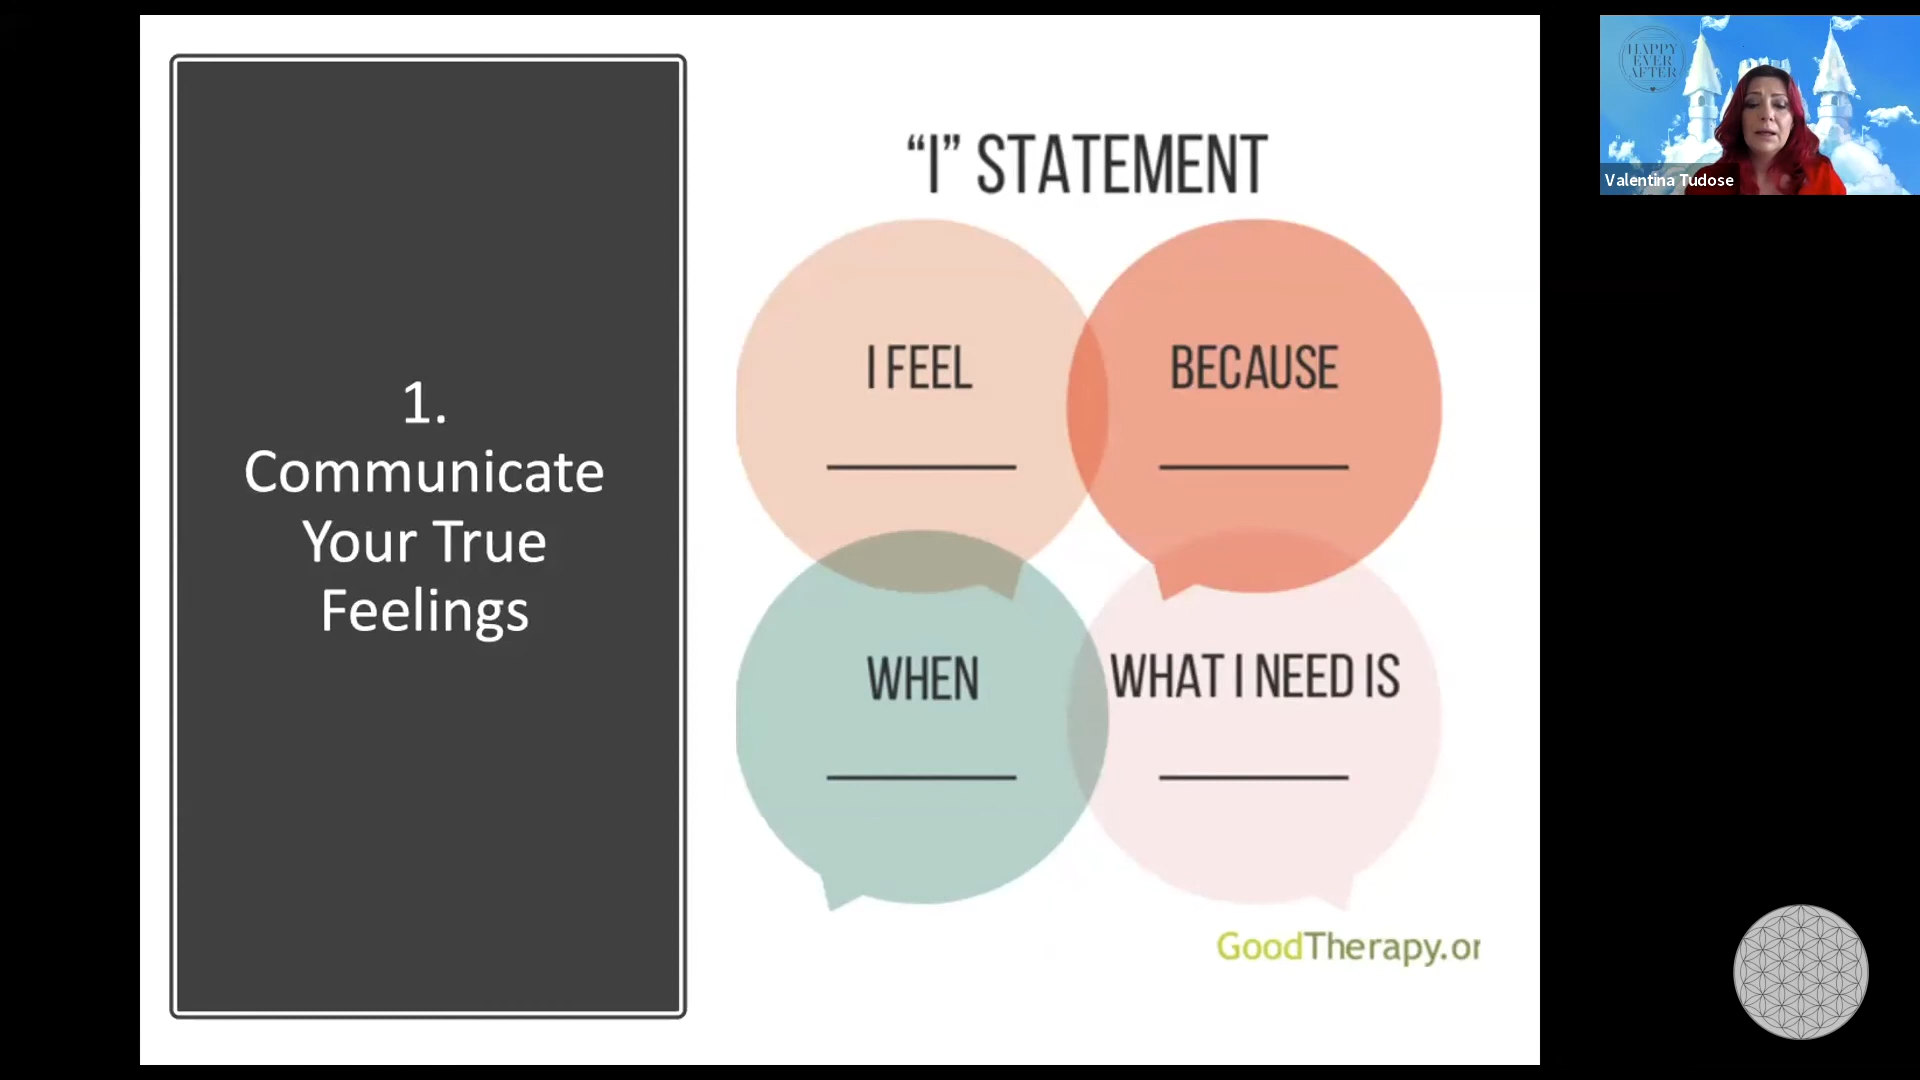 1.
Communicate
Your True
Feelings
“I” STATEMENT
I FEEL
BECAUSE
WHEN
WHAT I NEED IS
GoodTherapy.or
HAPPY
EVER
AFTER
Valentina Tudose